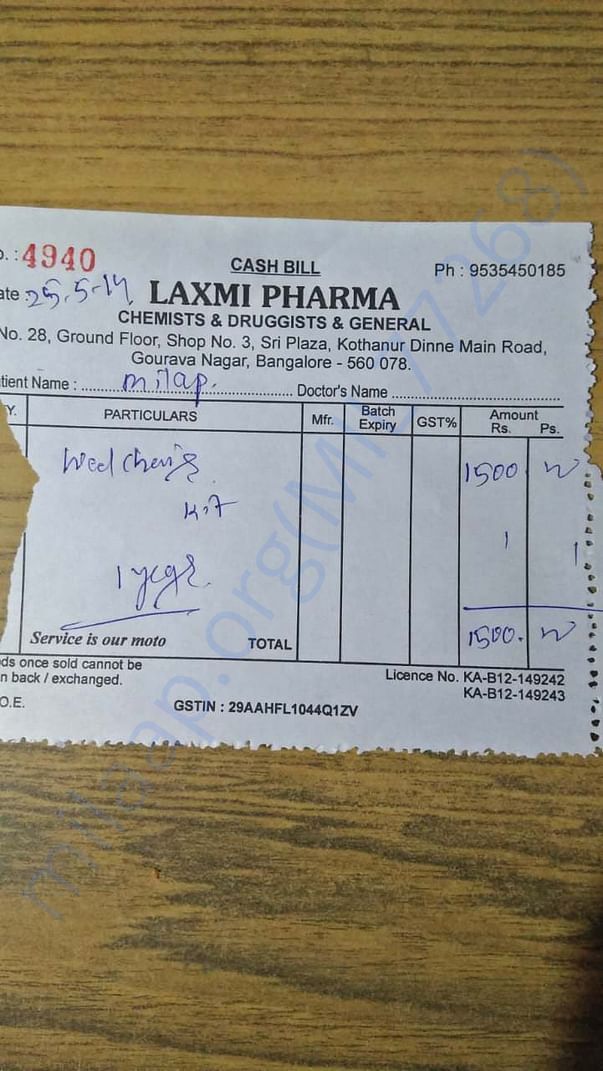 o. : 4940
CASH BILL
Ph : 9535450185
ate : 25.5-19
LAXMI PHARMA
CHEMISTS & DRUGGISTS & GENERAL
No. 28, Ground Floor, Shop No. 3, Sri Plaza, Kothanur Dinne Main Road,
Gourava Nagar, Bangalore - 560 078.
tient Name : milap. Doctor's Name
Y. PARTICULARS Mfr. Batch Expiry GST% Amount Rs. Ps.
1500
Kit
1 year
Service is our moto TOTAL 1500.
ds once sold cannot be
n back / exchanged.
Licence No. KA-B12-149242
KA-B12-149243
O.E.
GSTIN : 29AAHFL1044Q1ZV